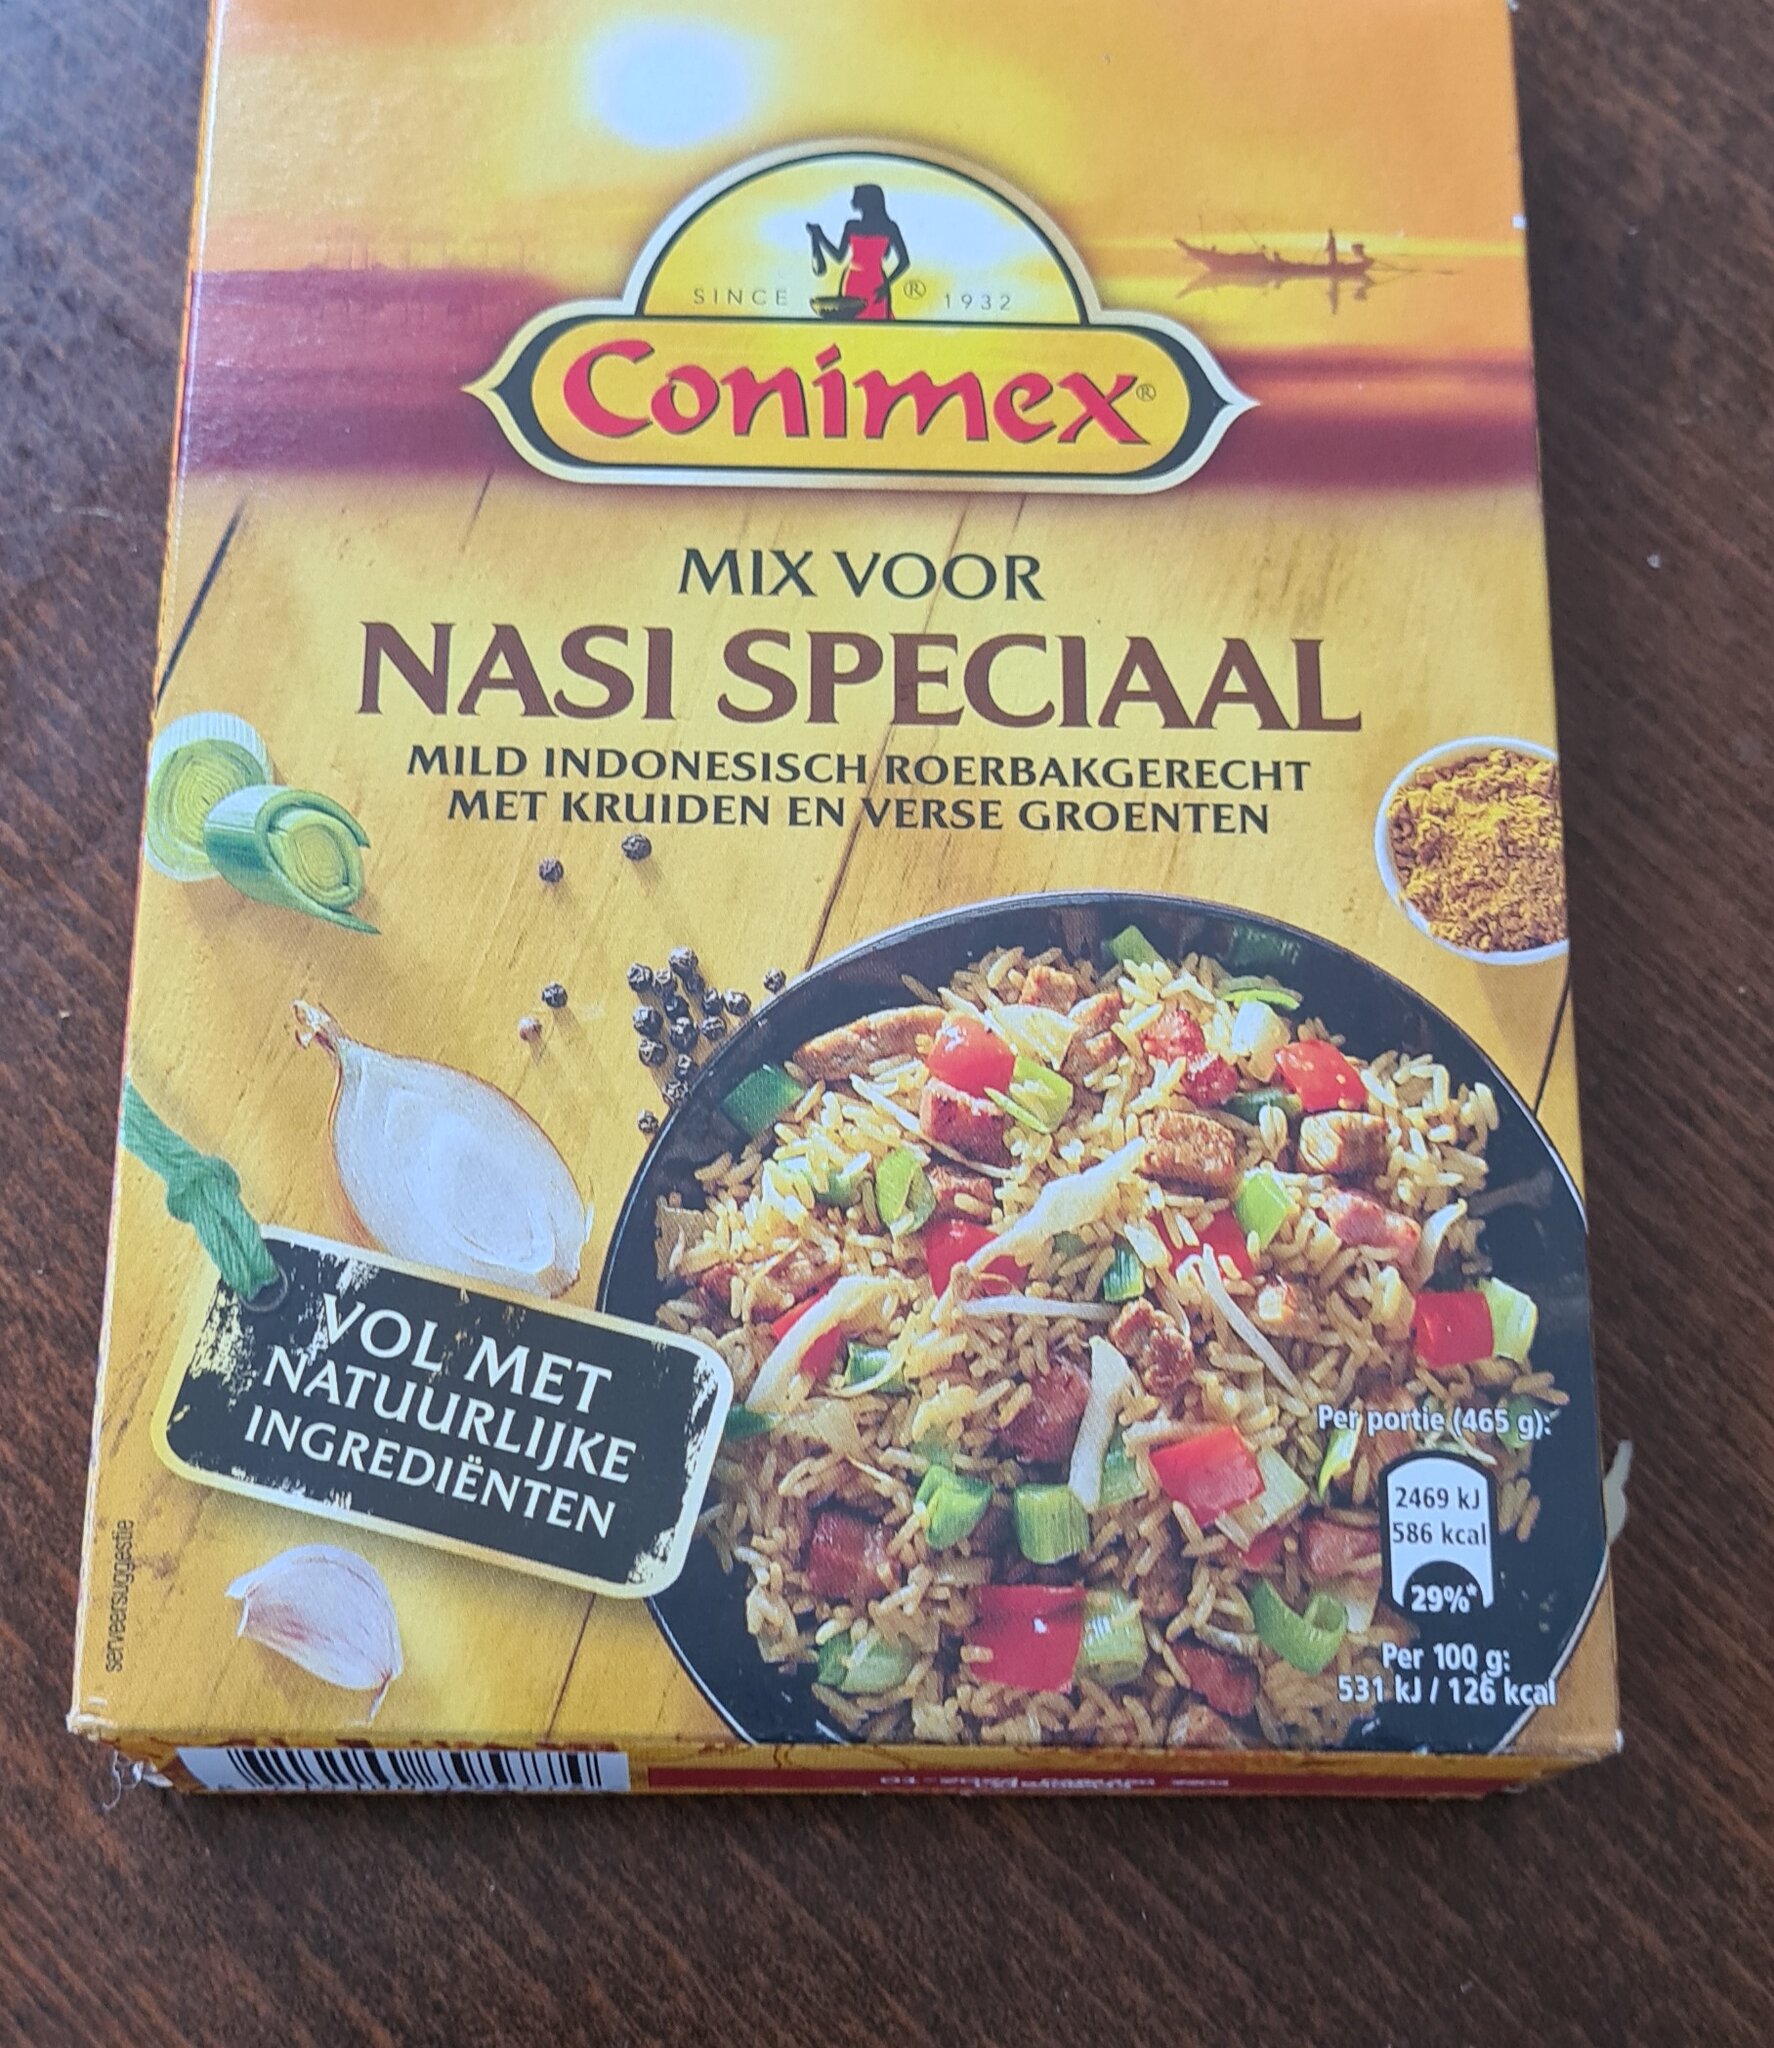 SINCE ® 1932
Conimex®
MIX VOOR
NASI SPECIAAL
MILD INDONESISCH ROERBAKGERECHT
MET KRUIDEN EN VERSE GROENTEN
VOL MET
NATUURLIJKE
INGREDIËNTEN
serveersuggestie
Per portie (465 g):
2469 kJ
586 kcal
29%*
Per 100 g:
531 kJ / 126 kcal